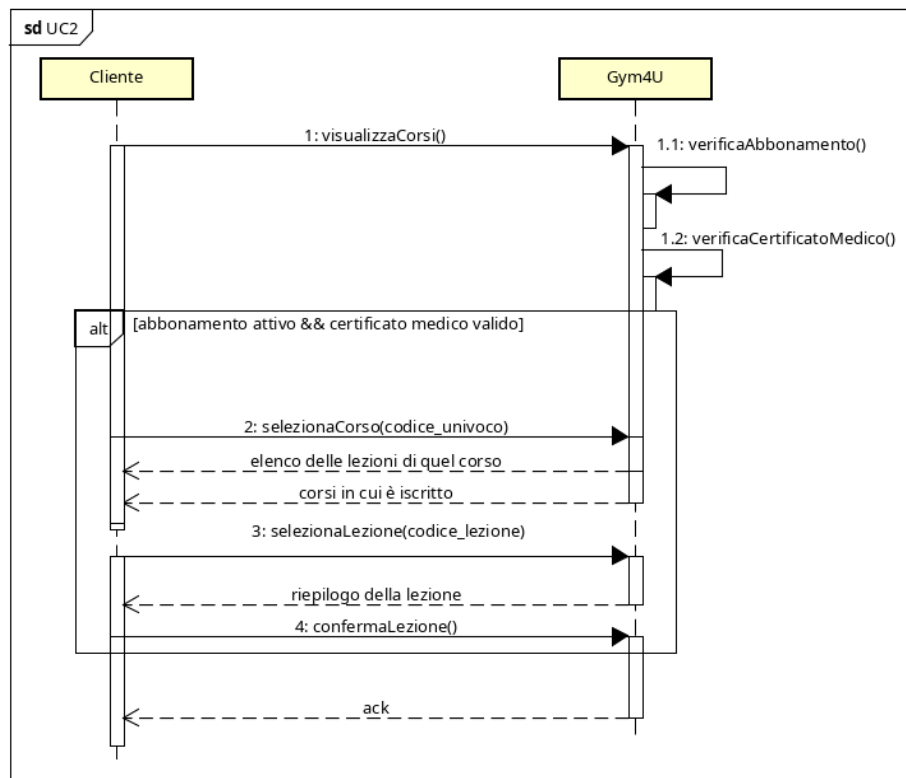 sd UC2
Cliente
Gym4U
1: visualizzaCorsi()
1.1: verificaAbbonamento()
1.2: verificaCertificatoMedico()
alt
[abbonamento attivo && certificato medico valido]
2: selezionaCorso(codice_univoco)
elenco delle lezioni di quel corso
corsi in cui è iscritto
3: selezionaLezione(codice_lezione)
riepilogo della lezione
4: confermaLezione()
ack